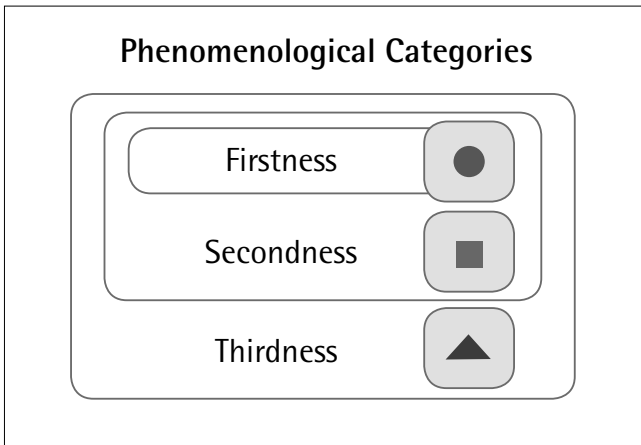 Phenomenological Categories
Firstness
Secondness
Thirdness